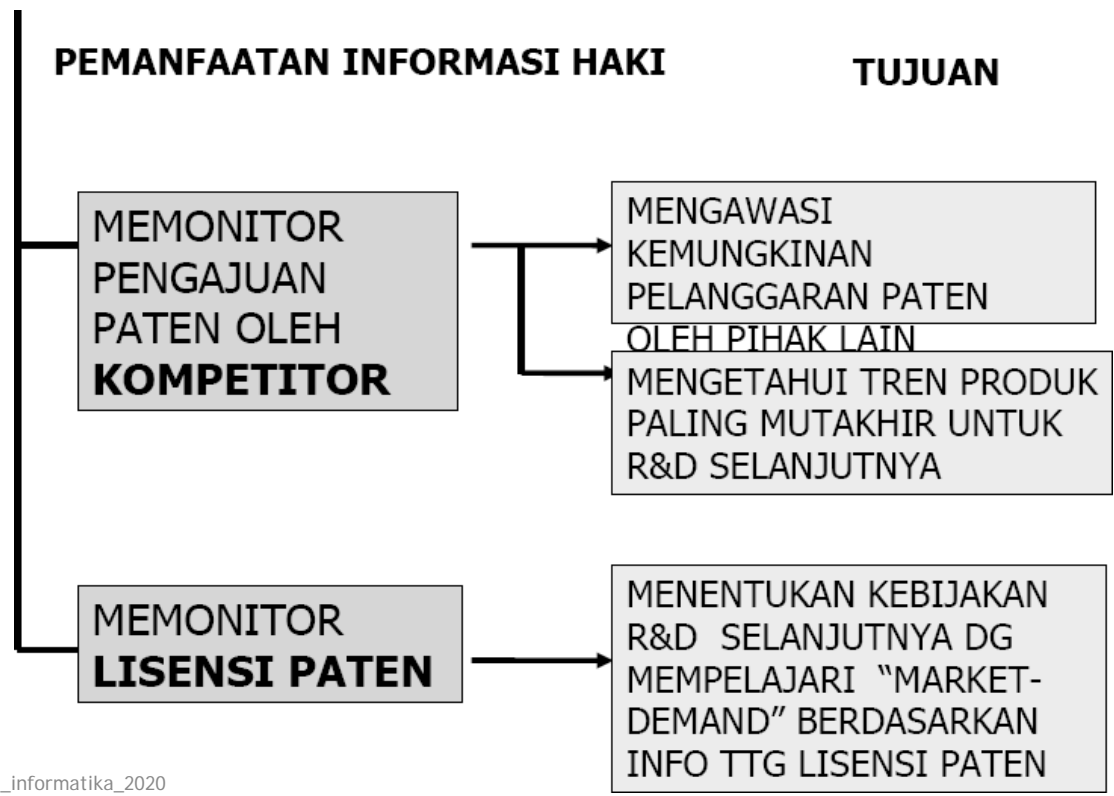 PEMANFAATAN INFORMASI HAKI
TUJUAN
MEMONITOR
PENGAJUAN
PATEN OLEH
KOMPETITOR
MENGAWASI
KEMUNGKINAN
PELANGGARAN PATEN
OLEH PIHAK LAIN
MENGETAHUI TREN PRODUK
PALING MUTAKHIR UNTUK
R&D SELANJUTNYA
MEMONITOR
LISENSI PATEN
MENENTUKAN KEBIJAKAN
R&D SELANJUTNYA DG
MEMPELAJARI “MARKET-
DEMAND” BERDASARKAN
INFO TTG LISENSI PATEN
_informatika_2020